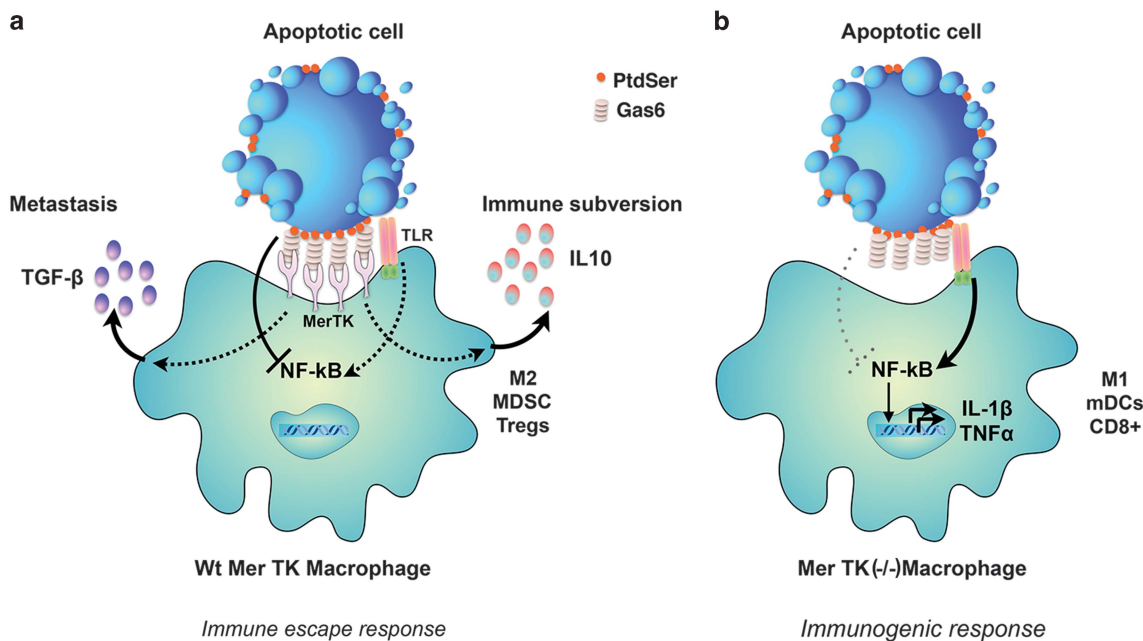 a
Apoptotic cell
Metastasis
TGF-β
Immune subversion
IL10
TLR
MerTK
NF-kB
M2
MDSC
Tregs
Wt Mer TK Macrophage
Immune escape response
PtdSer
Gas6
b
Apoptotic cell
NF-kB
IL-1β
TNFα
M1
mDCs
CD8+
Mer TK(-/-)Macrophage
Immunogenic response